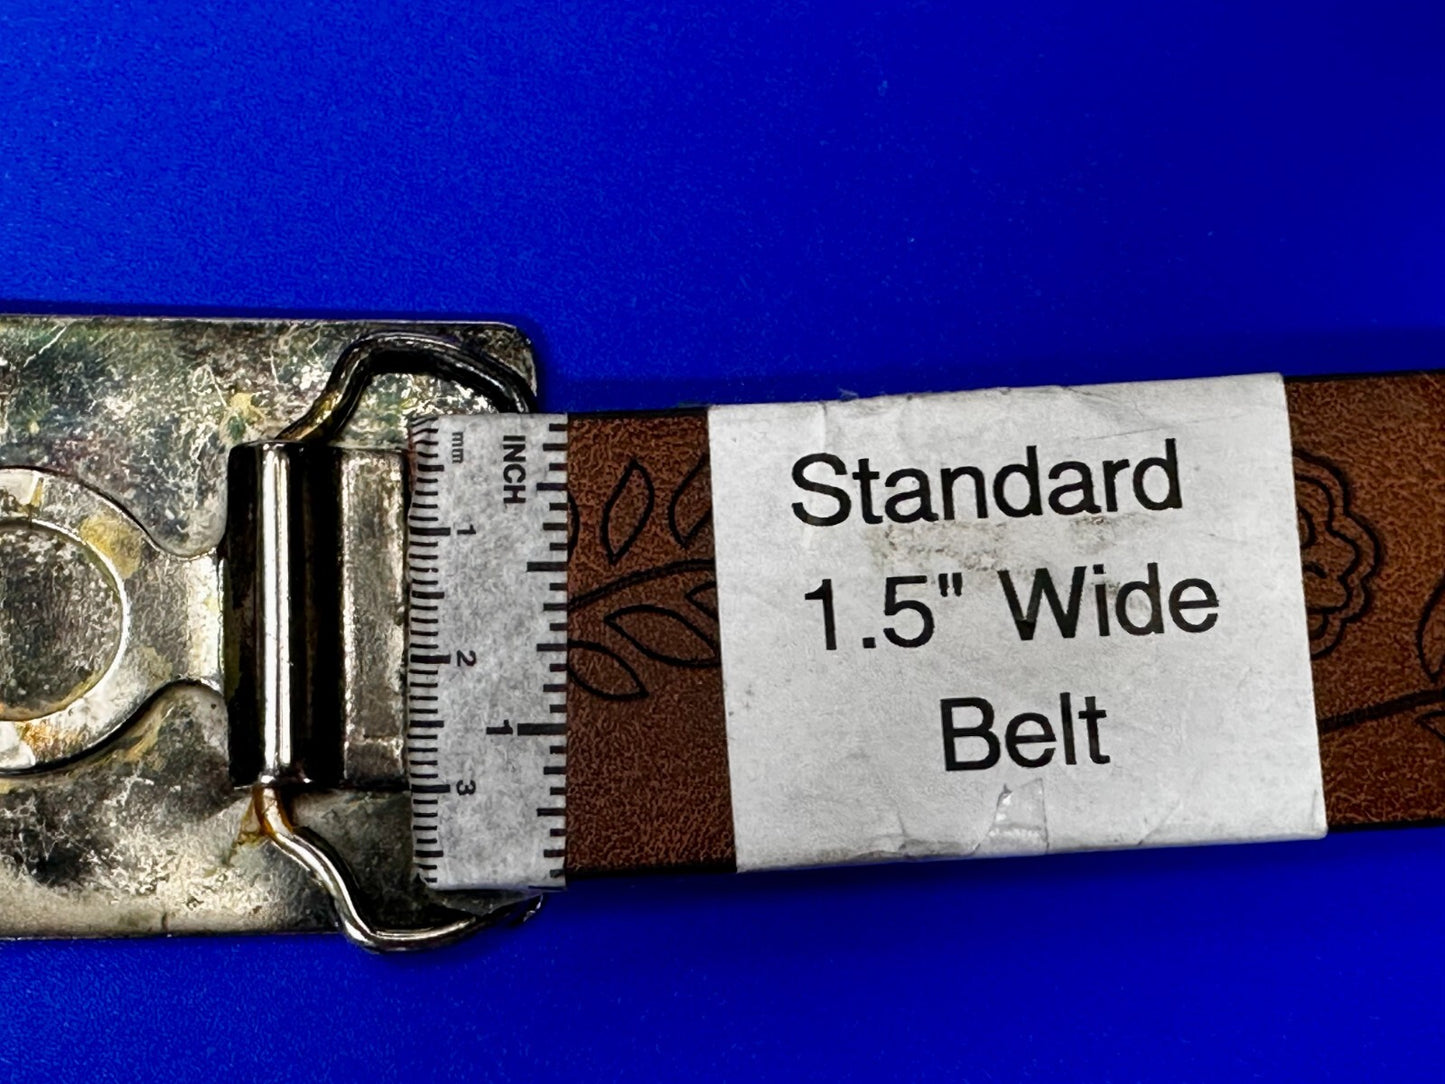 mm INCH
1
2
1
3
Standard
1.5" Wide
Belt